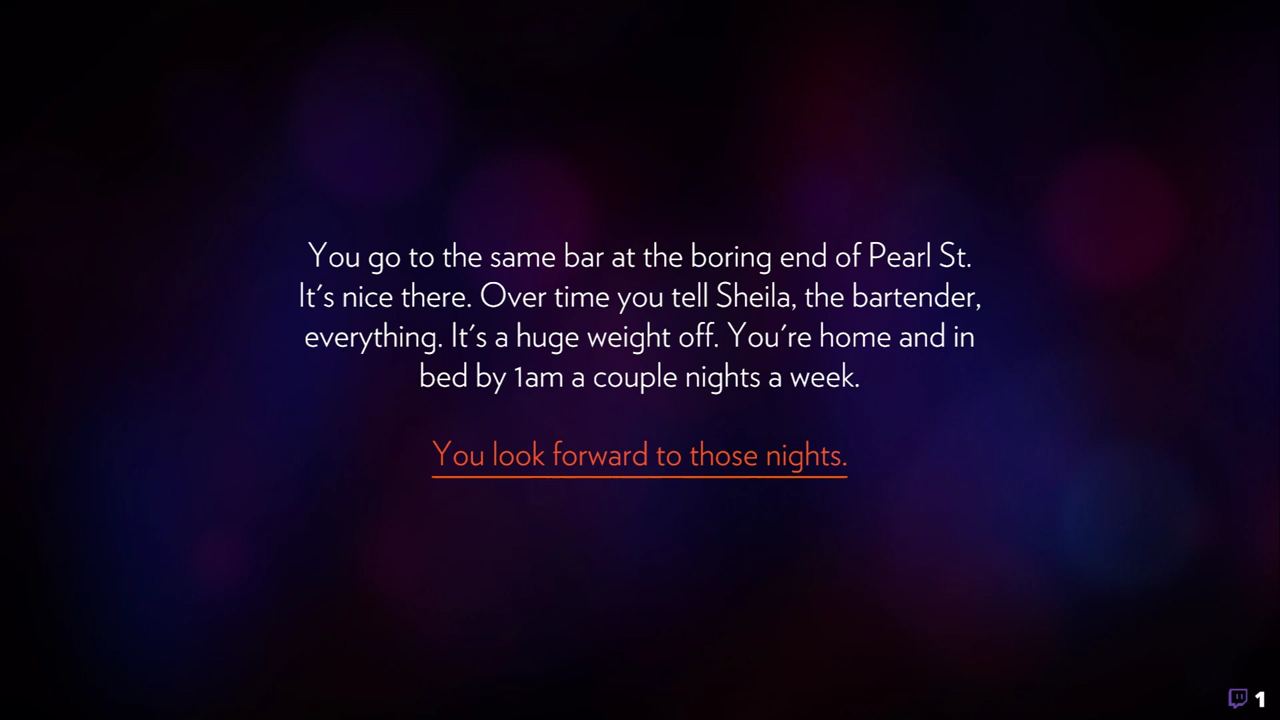 You go to the same bar at the boring end of Pearl St.
It's nice there. Over time you tell Sheila, the bartender,
everything. It's a huge weight off. You're home and in
bed by 1am a couple nights a week.
You look forward to those nights.
1